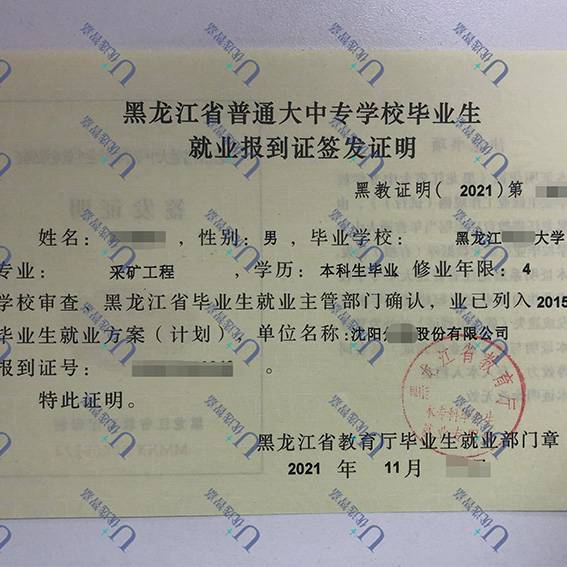 黑龙江省普通大中专学校毕业生
就业报到证签发证明
黑教证明( 2021)第
姓名: ,性别:男 ,毕业学校: 黑龙江 大学
专业: 采矿工程 ,学历: 本科生毕业, 修业年限:4
学校审查、黑龙江省毕业生就业主管部门确认,业已列入 2015
毕业生就业方案(计划),单位名称:沈阳 股份有限公司
报到证号: 。
特此证明。
黑龙江省教育厅毕业生就业部门章
2021 年 11月